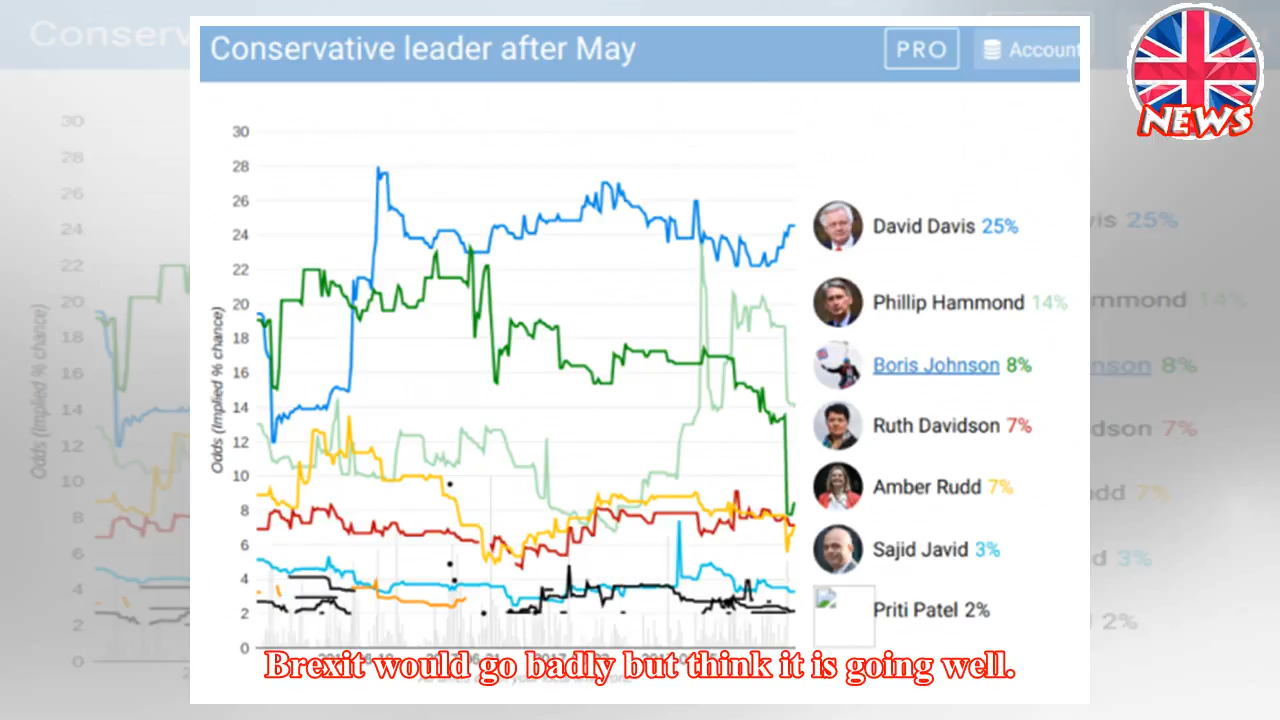 Conservative leader after May
PRO
Account
NEWS
30
28
26
24
22
20
18
16
14
12
10
8
6
4
2
0
Odds (Implied % chance)
David Davis 25%
Phillip Hammond 14%
Boris Johnson 8%
Ruth Davidson 7%
Amber Rudd 7%
Sajid Javid 3%
Priti Patel 2%
Brexit would go badly but think it is going well.